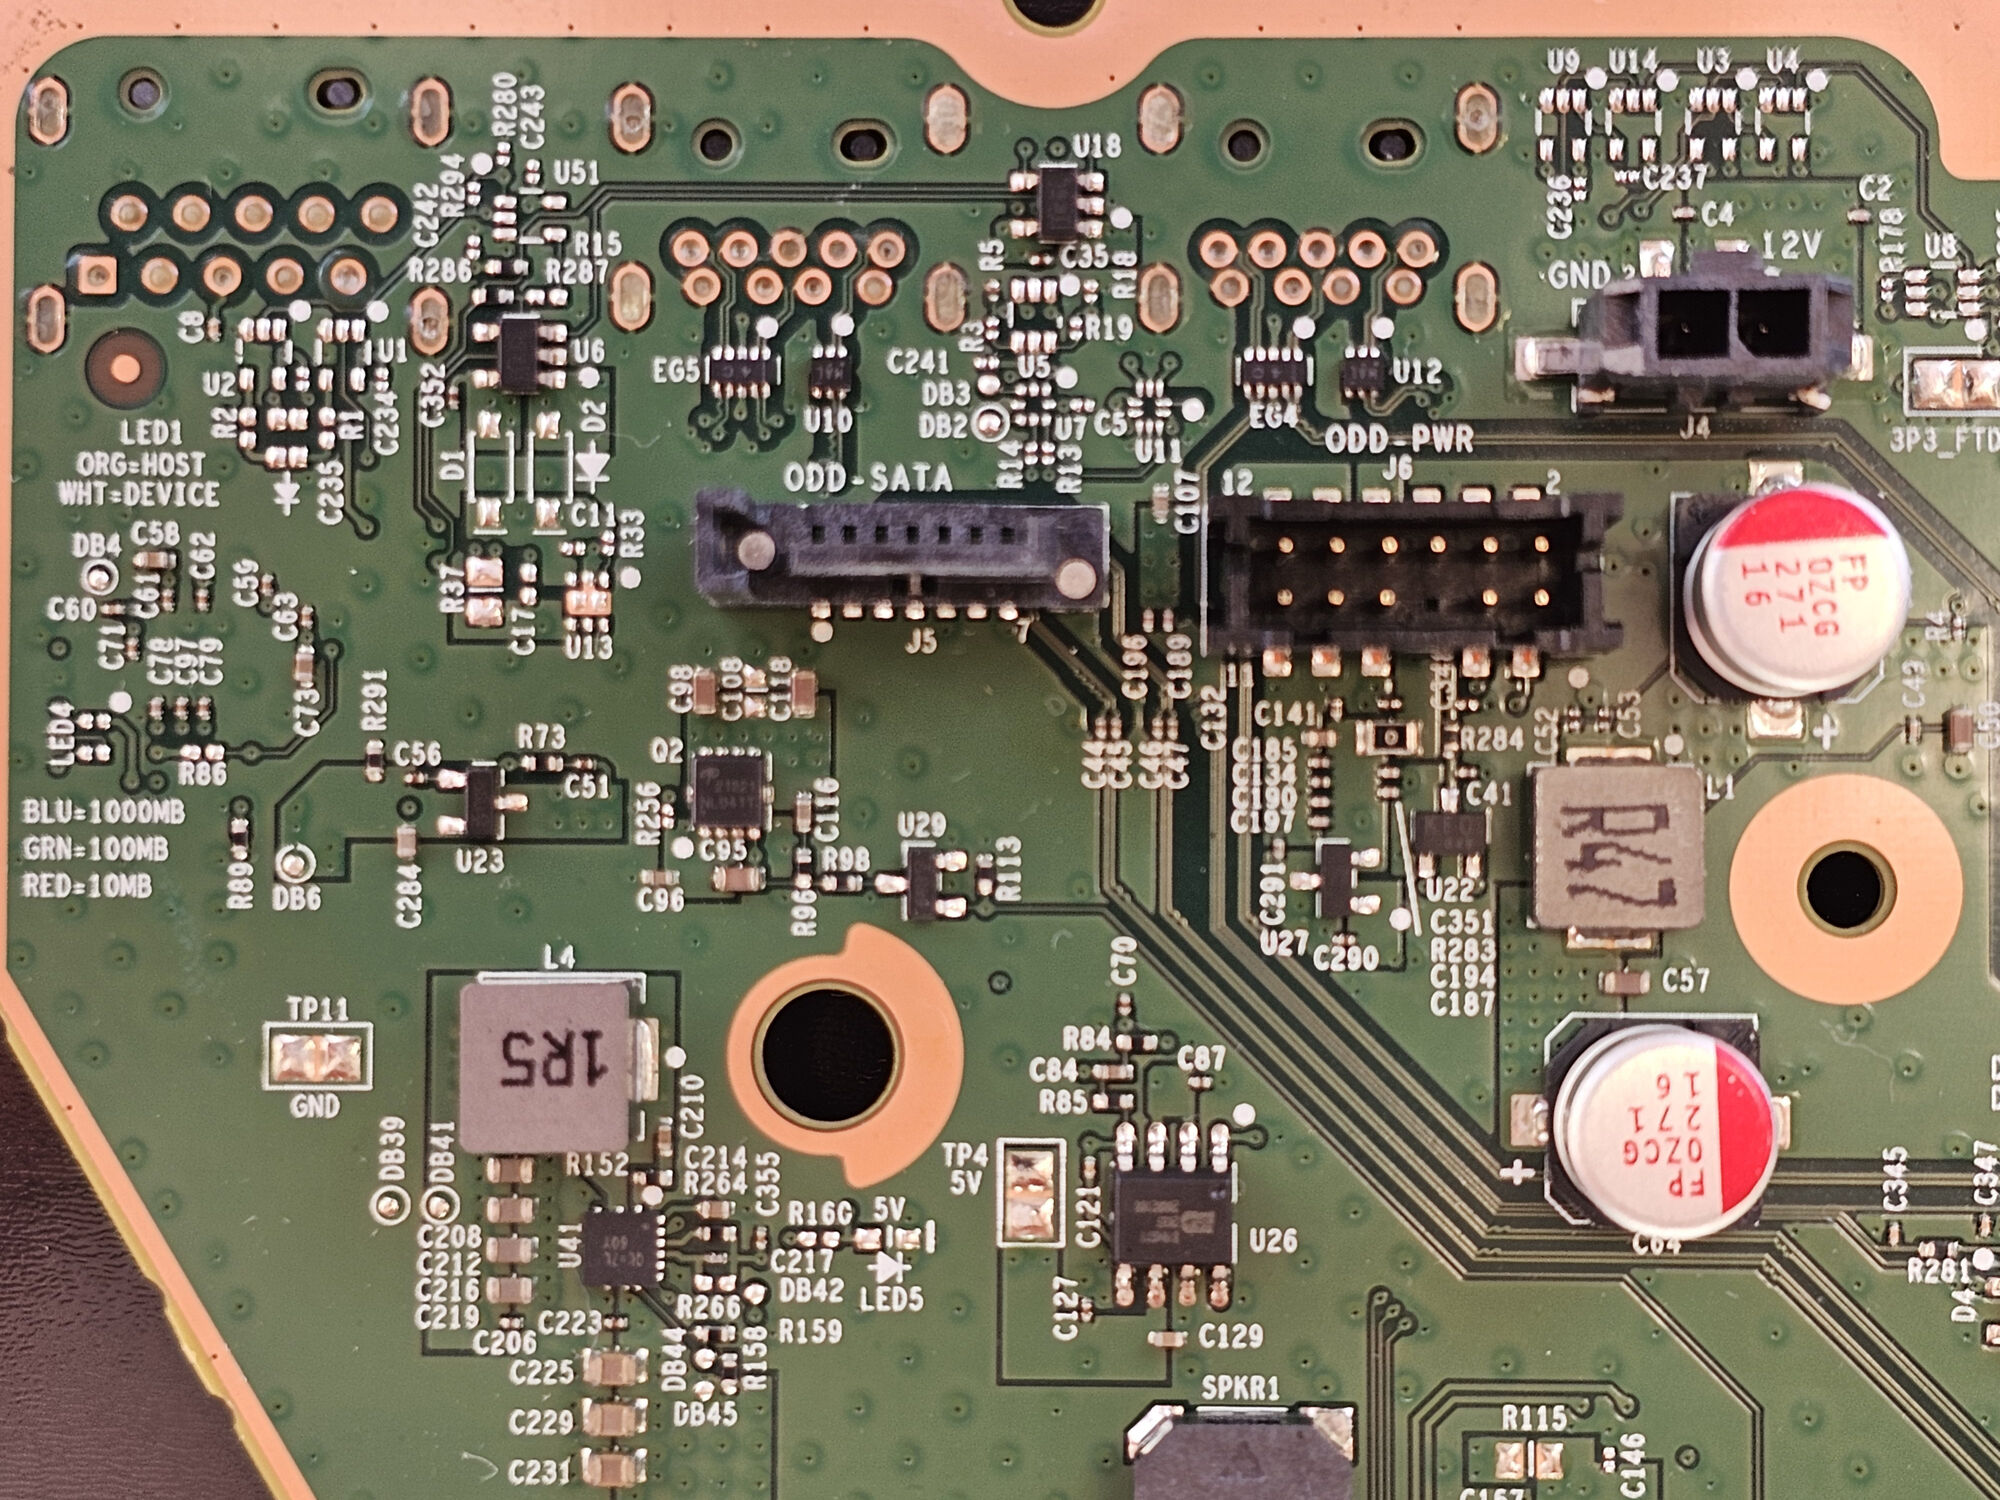 U9 U14 U3 U4
R280
C243
U18
R294
U51
C242
C236
C237
C2
C4
R178
U8
R15
R5
C35
R18
12V
GND
R286
R287
C8
U1
U6
R3
R19
EG5
C241
U12
U2
DB3
U5
C352
D2
U10
DB2
U7
C5
EG4
R2
R1
C234
R14
R13
U11
ODD-PWR
J4
3P3_FTD
LED1
ORG=HOST
WHT=DEVICE
D1
ODD-SATA
J6
12
2
C107
C235
C11
R33
DB4
C58
C62
C61
C59
R37
C60
C63
C17
FP
0ZCG
271
16
C71
U13
J5
7
R4
C78
C97
C79
C196
C189
C73
C98
C108
C118
C132
C43
C50
LED4
R291
C141
C52
C53
+
R86
C56
R73
C51
Q2
C44
C45
C46
C47
R284
C185
C134
C190
C197
C41
L1
BLU=1000MB
GRN=100MB
RED=10MB
R256
C116
R47
U23
C95
R98
U29
R113
R89
DB6
C284
C96
R96
U22
C291
U27
C290
C351
R283
C194
C187
L4
C70
C57
TP11
GND
1R5
R84
C84
C87
R85
FP
0ZCG
271
16
C210
DB39
DB41
R152
C214
R264
C355
TP4
5V
+
C121
C345
C347
R160
5V
C208
C212
C216
C219
U41
C217
DB42
LED5
U26
C64
R281
D4
R266
C206
C223
R159
C127
C129
C225
DB44
R158
C229
DB45
SPKR1
R115
C231
C146